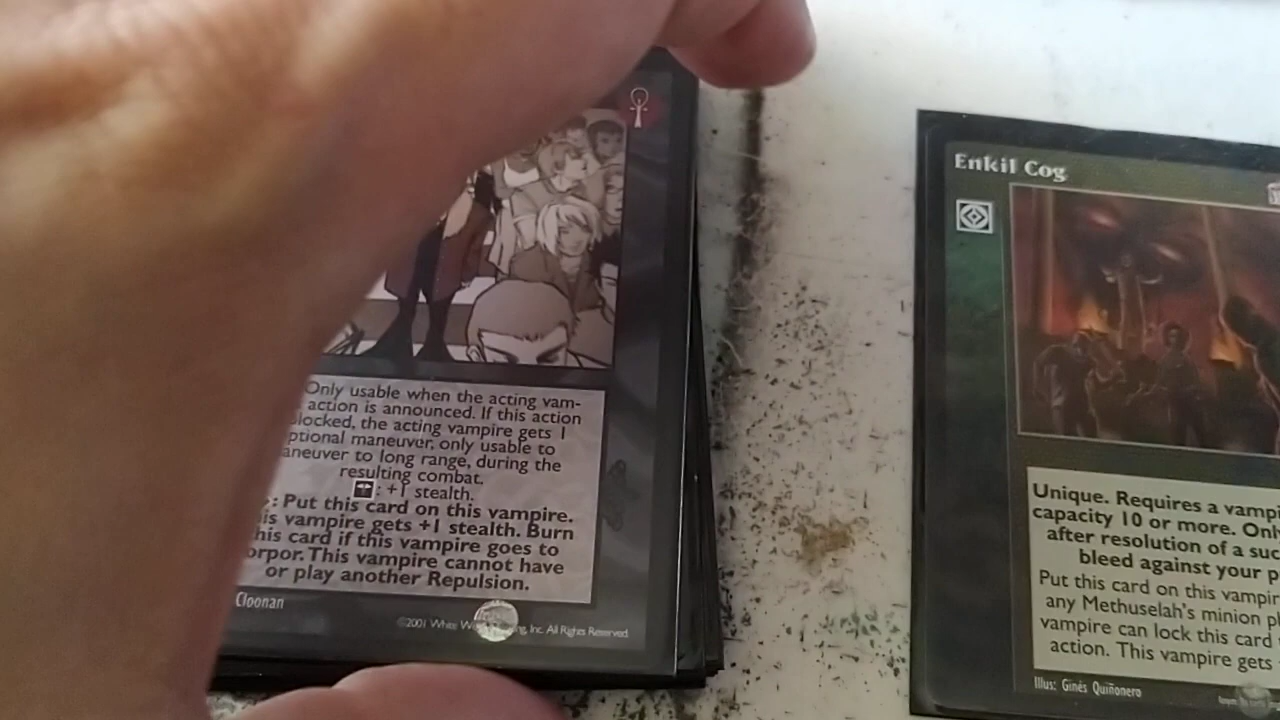 Only usable when the acting vam-
action is announced. If this action
locked, the acting vampire gets 1
ptional maneuver, only usable to
aneuver to long range, during the
resulting combat.
: +1 stealth.
: Put this card on this vampire.
is vampire gets +1 stealth. Burn
his card if this vampire goes to
orpor. This vampire cannot have
or play another Repulsion.
Cloonan
©2001 White Inc. All Rights Reserved.
Enkil Cog
Unique. Requires a vampi
capacity 10 or more. Onl
after resolution of a suc
bleed against your p
Put this card on this vampir
any Methuselah's minion p
vampire can lock this card
action. This vampire gets
Illus: Ginés Quiñonero